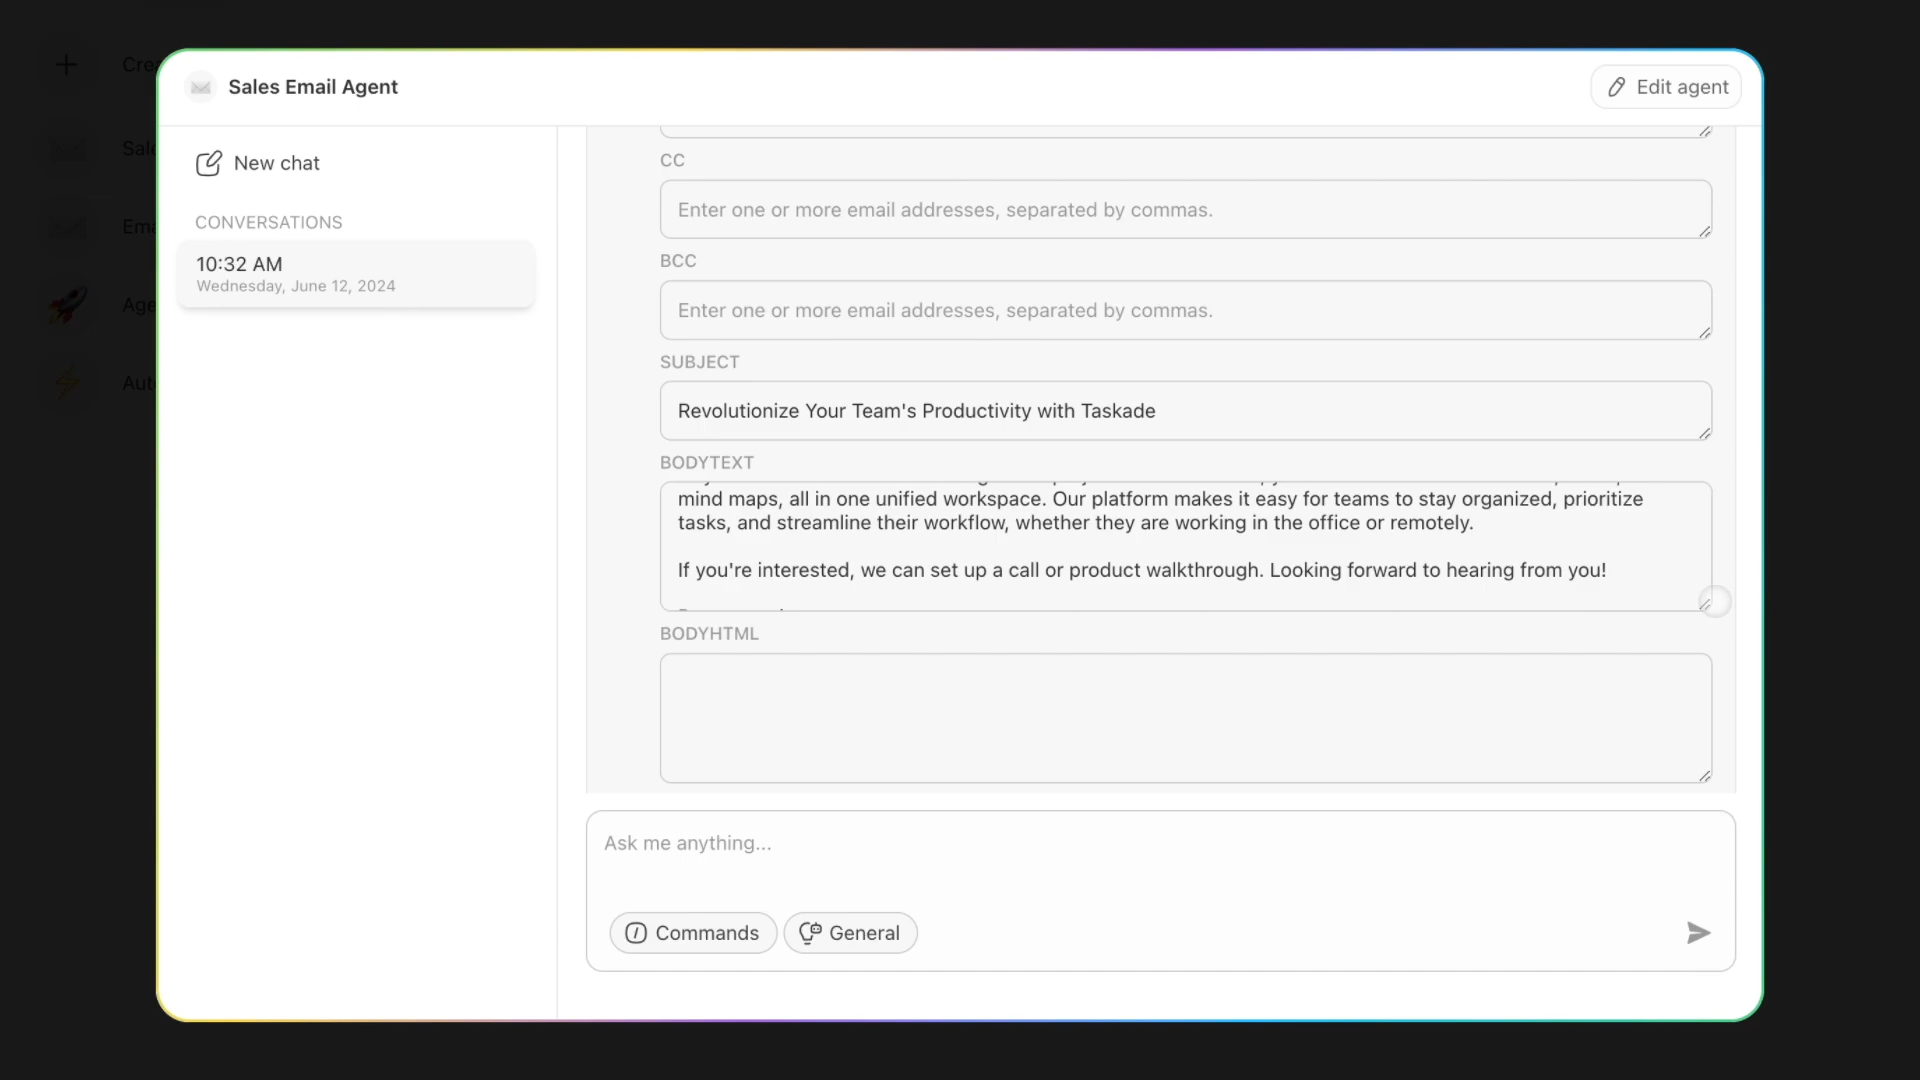 Crea
Sales Email Agent
Edit agent
Sale
New chat
CC
Enter one or more email addresses, separated by commas.
CONVERSATIONS
Ema
10:32 AM
Wednesday, June 12, 2024
BCC
Enter one or more email addresses, separated by commas.
Age
SUBJECT
Aut
Revolutionize Your Team's Productivity with Taskade
BODYTEXT
mind maps, all in one unified workspace. Our platform makes it easy for teams to stay organized, prioritize
tasks, and streamline their workflow, whether they are working in the office or remotely.
If you're interested, we can set up a call or product walkthrough. Looking forward to hearing from you!
BODYHTML
Ask me anything...
Commands
General